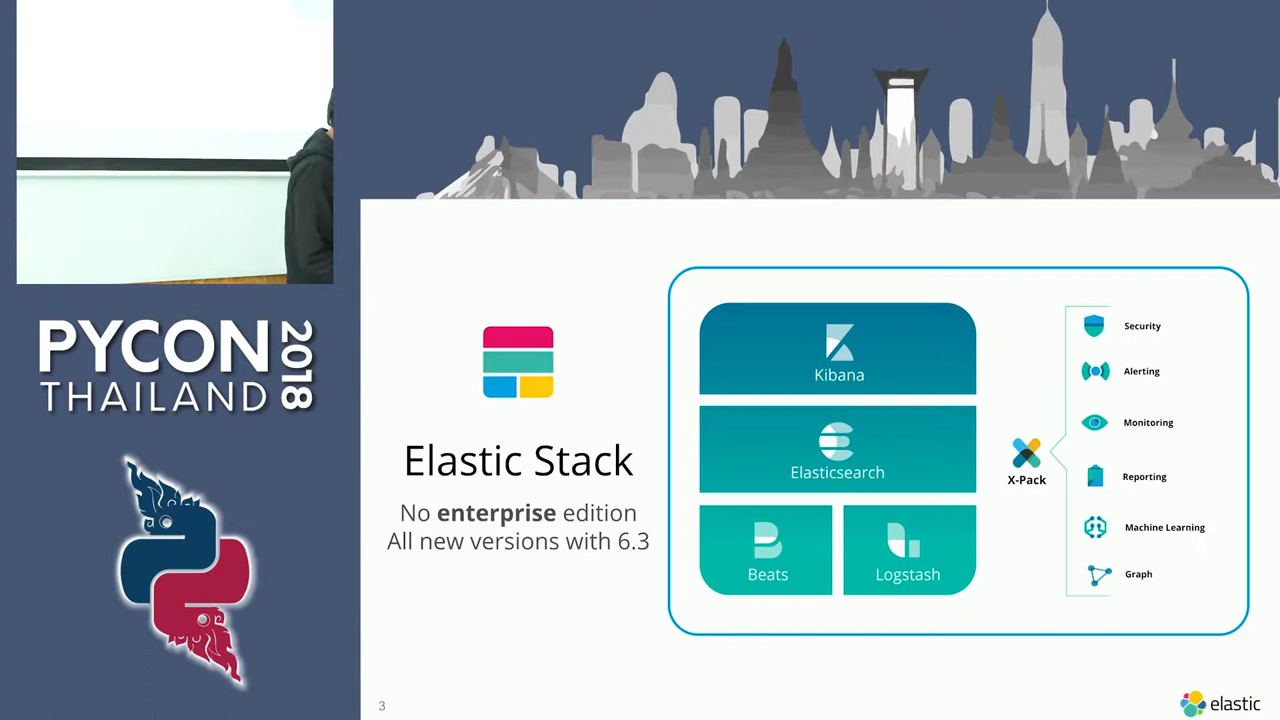 PYCON
THAILAND
2018
Elastic Stack
No enterprise edition
All new versions with 6.3
Kibana
Elasticsearch
Beats
Logstash
X-Pack
Security
Alerting
Monitoring
Reporting
Machine Learning
Graph
3
elastic